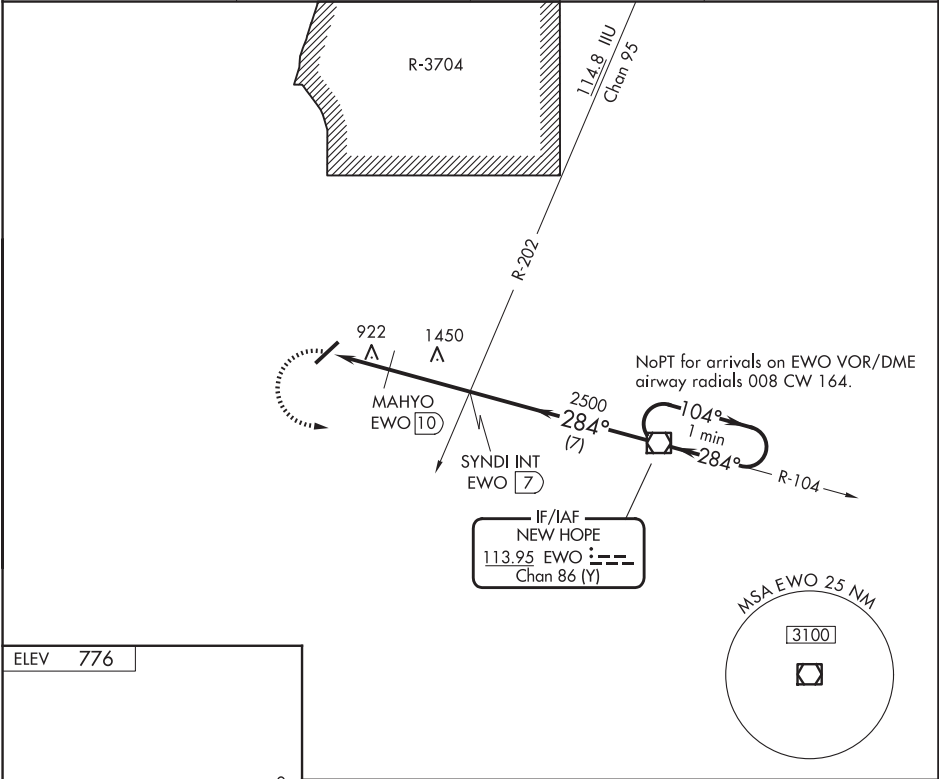 R-3704
114.8 IIU
Chan 95
R-202
922
1450
MAHYO
EWO 10
SYNDI INT
EWO 7
2500
284°
(7)
NoPT for arrivals on EWO VOR/DME
airway radials 008 CW 164.
104°
1 min
284°
R-104
IF/IAF
NEW HOPE
113.95 EWO
Chan 86 (Y)
MSA EWO 25 NM
3100
ELEV 776